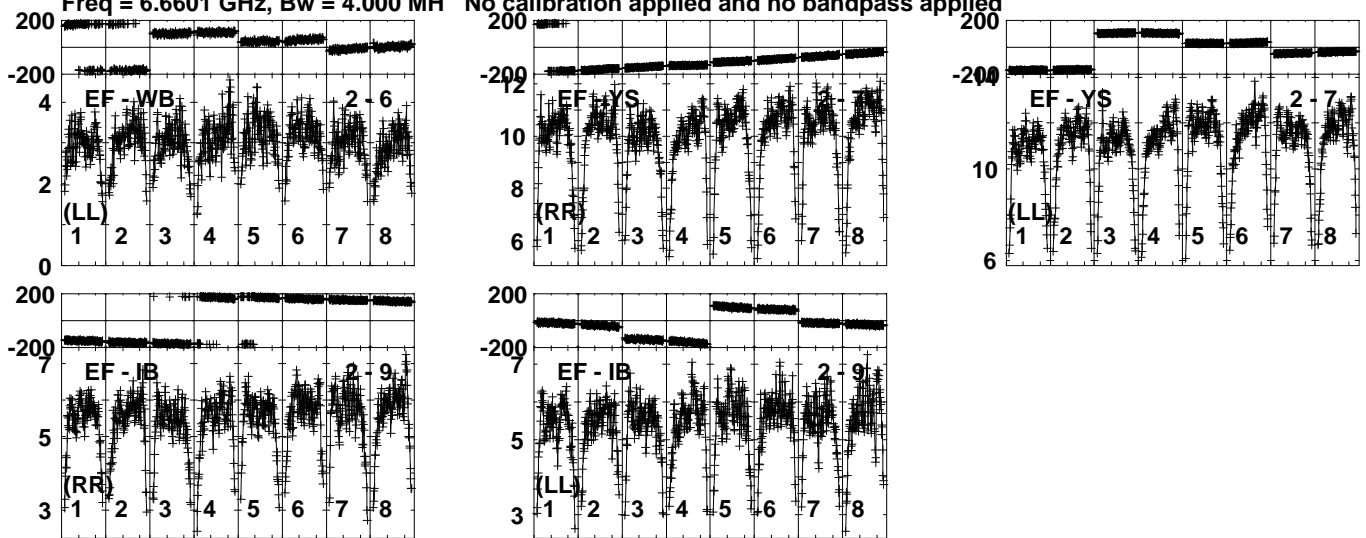 Freq = 6.6601 GHz, Bw = 4.000 MH No calibration applied and no bandpass applied
200
-200
EF - WB 2 - 6
4
2
(LL)
1 2 3 4 5 6 7 8
0
12
EF - YS 2 - 7
10
8
(RR)
1 2 3 4 5 6 7 8
6
200
-200
14
EF - YS 2 - 7
10
(LL)
1 2 3 4 5 6 7 8
6
200
-200
7
EF - IB 2 - 9
5
(RR)
3
1 2 3 4 5 6 7 8
200
-200
7
EF - IB 2 - 9
5
(LL)
3
1 2 3 4 5 6 7 8